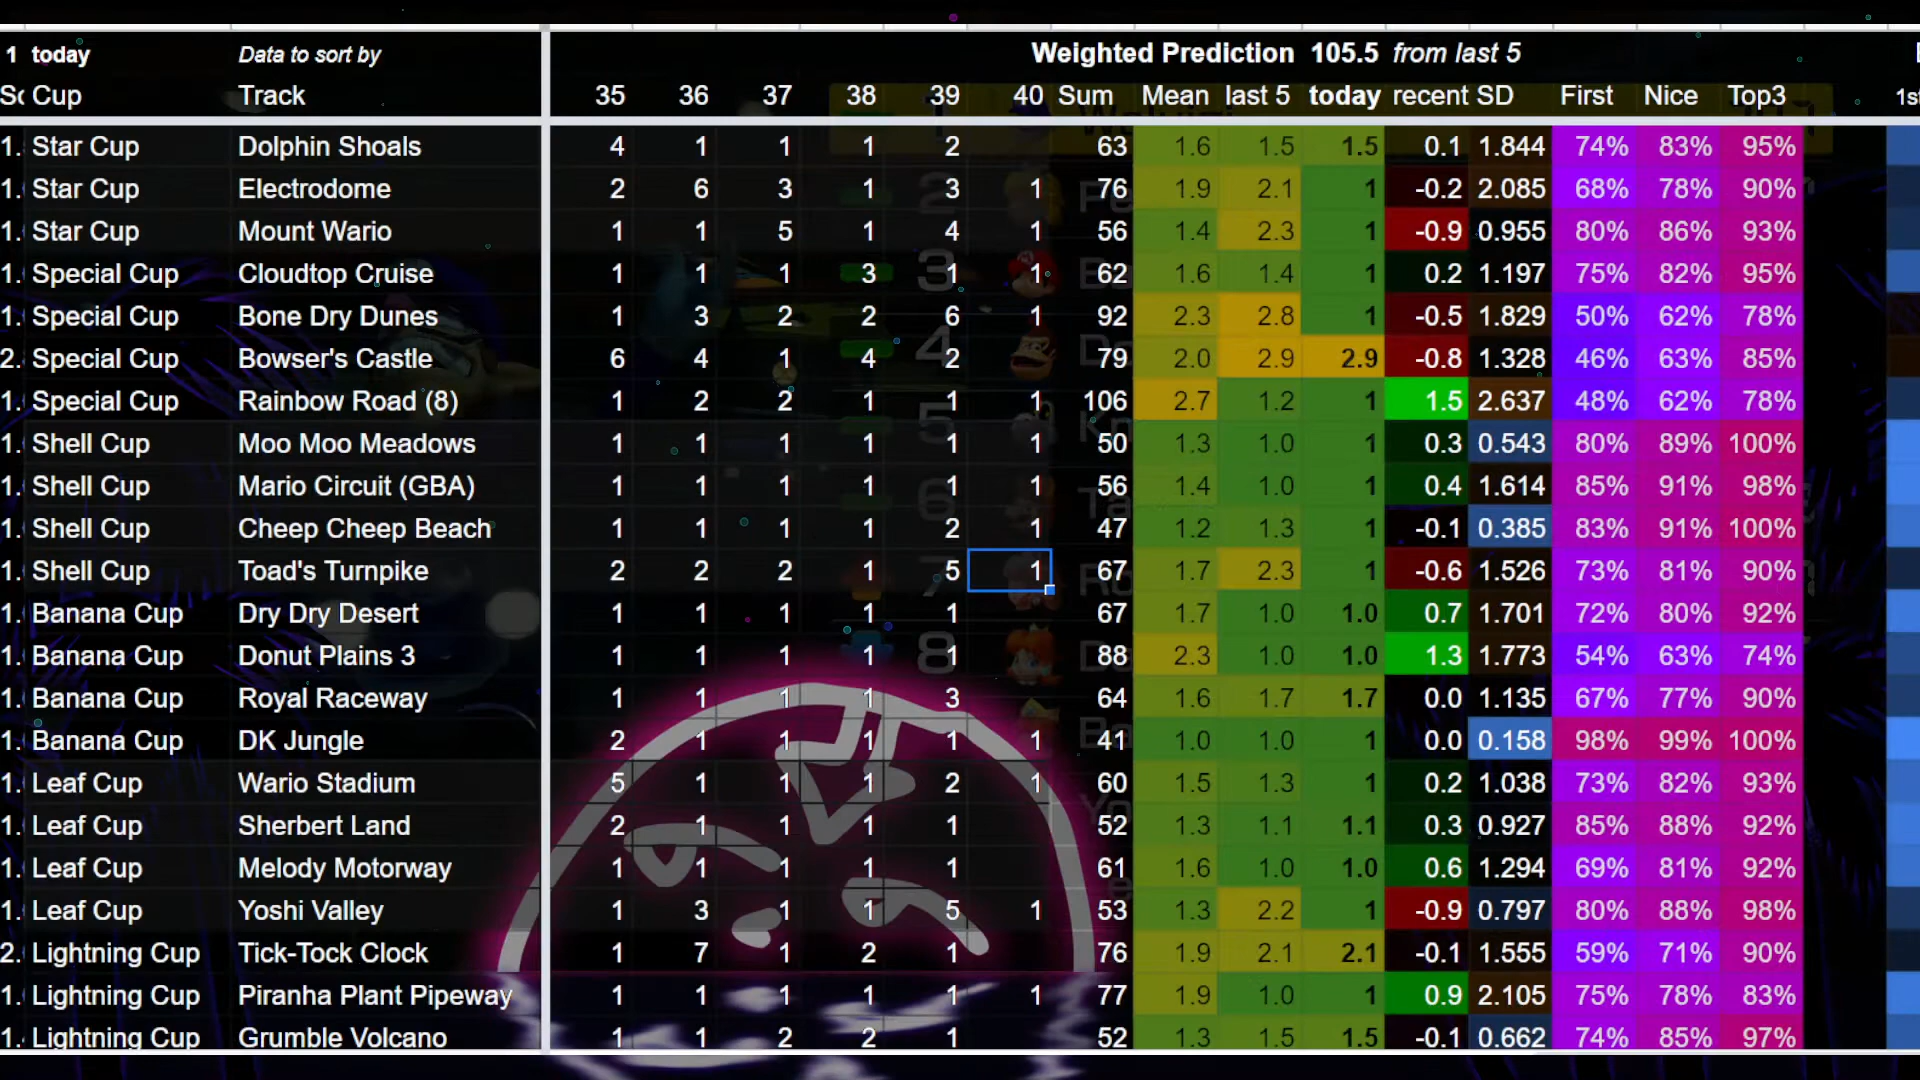 Weighted Prediction 105.5 from last 5
1 today Data to sort by
Cup Track 35 36 37 38 39 40 Sum Mean last 5 today recent SD First Nice Top3
1. Star Cup Dolphin Shoals 4 1 1 1 2 63 1.6 1.5 1.5 0.1 1.844 74% 83% 95%
1. Star Cup Electrodome 2 6 3 1 3 1 76 1.9 2.1 1 -0.2 2.085 68% 78% 90%
1. Star Cup Mount Wario 1 1 5 1 4 1 56 1.4 2.3 1 -0.9 0.955 80% 86% 93%
1. Special Cup Cloudtop Cruise 1 1 1 3 1 1 62 1.6 1.4 1 0.2 1.197 75% 82% 95%
1. Special Cup Bone Dry Dunes 1 3 2 2 6 1 92 2.3 2.8 1 -0.5 1.829 50% 62% 78%
2. Special Cup Bowser's Castle 6 4 1 4 2 79 2.0 2.9 2.9 -0.8 1.328 46% 63% 85%
1. Special Cup Rainbow Road (8) 1 2 2 1 1 1 106 2.7 1.2 1 1.5 2.637 48% 62% 78%
1. Shell Cup Moo Moo Meadows 1 1 1 1 1 1 50 1.3 1.0 1 0.3 0.543 80% 89% 100%
1. Shell Cup Mario Circuit (GBA) 1 1 1 1 1 1 56 1.4 1.0 1 0.4 1.614 85% 91% 98%
1. Shell Cup Cheep Cheep Beach 1 1 1 1 2 1 47 1.2 1.3 1 -0.1 0.385 83% 91% 100%
1. Shell Cup Toad's Turnpike 2 2 2 1 5 1 67 1.7 2.3 1 -0.6 1.526 73% 81% 90%
1. Banana Cup Dry Dry Desert 1 1 1 1 1 67 1.7 1.0 1.0 0.7 1.701 72% 80% 92%
1. Banana Cup Donut Plains 3 1 1 1 1 1 88 2.3 1.0 1.0 1.3 1.773 54% 63% 74%
1. Banana Cup Royal Raceway 1 1 1 1 3 64 1.6 1.7 1.7 0.0 1.135 67% 77% 90%
1. Banana Cup DK Jungle 2 1 1 1 1 1 41 1.0 1.0 1 0.0 0.158 98% 99% 100%
1. Leaf Cup Wario Stadium 5 1 1 1 2 1 60 1.5 1.3 1 0.2 1.038 73% 82% 93%
1. Leaf Cup Sherbert Land 2 1 1 1 1 52 1.3 1.1 1.1 0.3 0.927 85% 88% 92%
1. Leaf Cup Melody Motorway 1 1 1 1 1 61 1.6 1.0 1.0 0.6 1.294 69% 81% 92%
1. Leaf Cup Yoshi Valley 1 3 1 1 5 1 53 1.3 2.2 1 -0.9 0.797 80% 88% 98%
2. Lightning Cup Tick-Tock Clock 1 7 1 2 1 76 1.9 2.1 2.1 -0.1 1.555 59% 71% 90%
1. Lightning Cup Piranha Plant Pipeway 1 1 1 1 1 1 77 1.9 1.0 1 0.9 2.105 75% 78% 83%
1. Lightning Cup Grumble Volcano 1 1 2 2 1 52 1.3 1.5 1.5 -0.1 0.662 74% 85% 97%